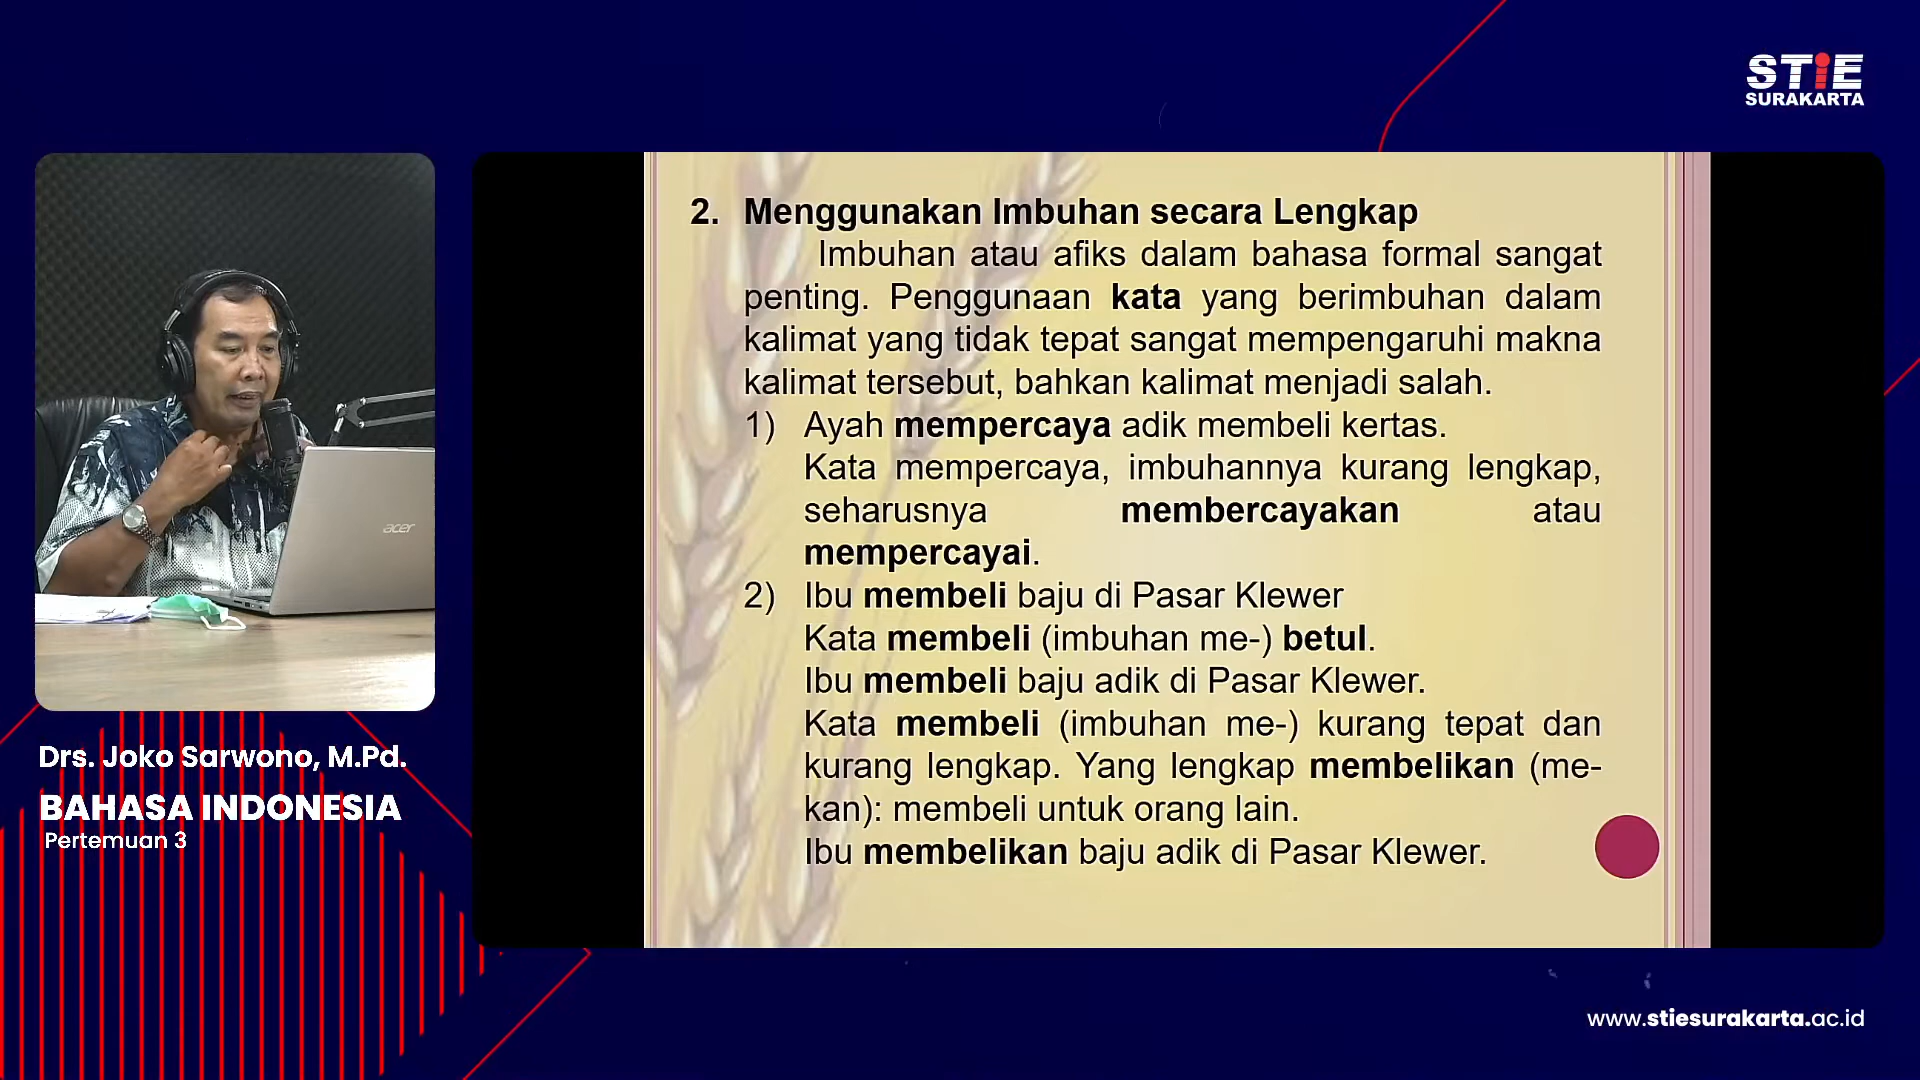 STiE
SURAKARTA
2. Menggunakan Imbuhan secara Lengkap
Imbuhan atau afiks dalam bahasa formal sangat
penting. Penggunaan kata yang berimbuhan dalam
kalimat yang tidak tepat sangat mempengaruhi makna
kalimat tersebut, bahkan kalimat menjadi salah.
1) Ayah mempercaya adik membeli kertas.
Kata mempercaya, imbuhannya kurang lengkap,
seharusnya membercayakan atau
mempercayai.
2) Ibu membeli baju di Pasar Klewer
Kata membeli (imbuhan me-) betul.
Ibu membeli baju adik di Pasar Klewer.
Kata membeli (imbuhan me-) kurang tepat dan
kurang lengkap. Yang lengkap membelikan (me-
kan): membeli untuk orang lain.
Ibu membelikan baju adik di Pasar Klewer.
acer
Drs. Joko Sarwono, M.Pd.
BAHASA INDONESIA
Pertemuan 3
www.stiesurakarta.ac.id